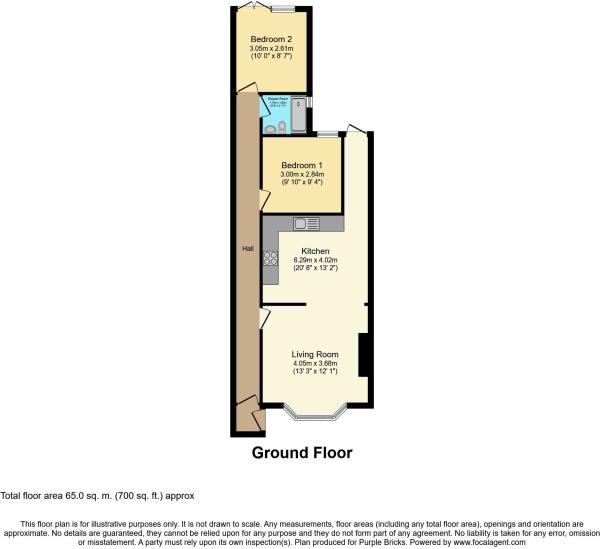 Bedroom 2
3.05m x 2.61m
(10' 0" x 8' 7")
Shower Room
Bedroom 1
3.00m x 2.84m
(9' 10" x 9' 4")
Hall
Kitchen
6.29m x 4.02m
(20' 8" x 13' 2")
Living Room
4.05m x 3.68m
(13' 3" x 12' 1")
Ground Floor
Total floor area 65.0 sq. m. (700 sq. ft.) approx
This floor plan is for illustrative purposes only. It is not drawn to scale. Any measurements, floor areas (including any total floor area), openings and orientation are
approximate. No details are guaranteed, they cannot be relied upon for any purpose and they do not form part of any agreement. No liability is taken for any error, omission
or misstatement. A party must rely upon its own inspection(s). Plan produced for Purple Bricks. Powered by www.focalagent.com